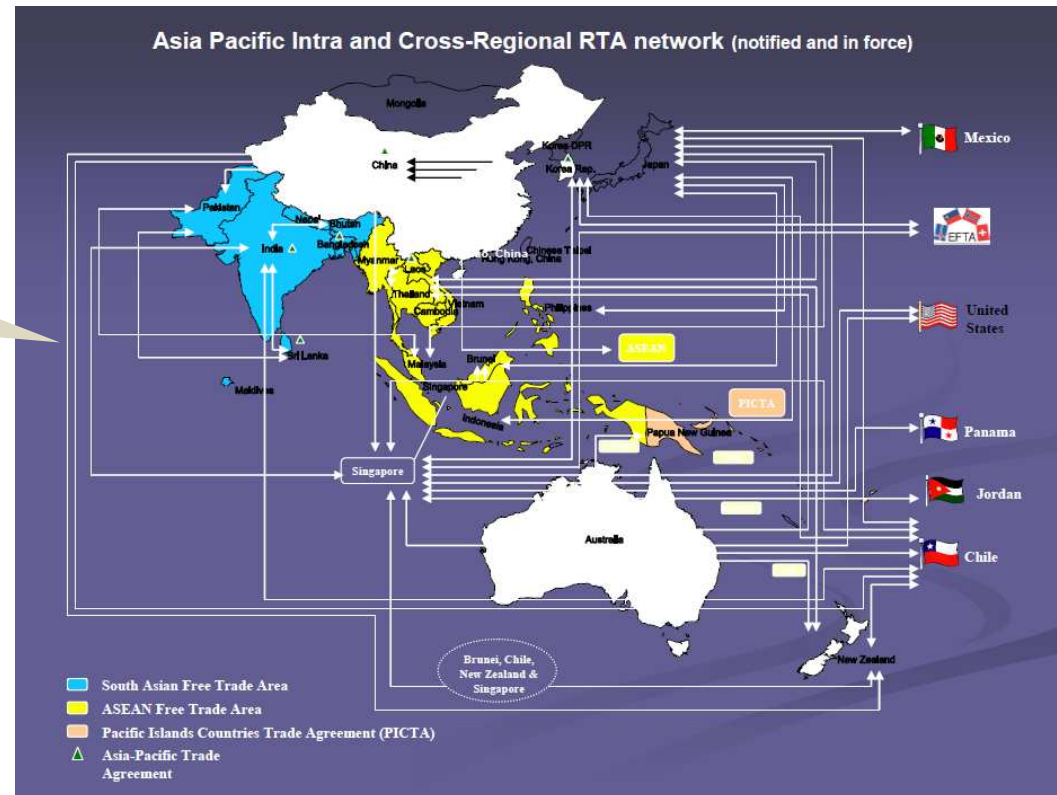 Asia Pacific Intra and Cross-Regional RTA network (notified and in force)
Mongolia
China
Korea DPR
Korea Rep.
Japan
Mexico
EFTA
Pakistan
Nepal
Bhutan
India
Bangladesh
Myanmar
Laos
Thailand
Vietnam
Cambodia
Chinese Taipei
Hong Kong, China
Philippines
United
States
Sri Lanka
Maldives
Malaysia
Brunei
ASEAN
Singapore
Indonesia
PICTA
Papua New Guinea
Panama
Singapore
Jordan
Australia
Chile
New Zealand
Brunei, Chile,
New Zealand &
Singapore
South Asian Free Trade Area
ASEAN Free Trade Area
Pacific Islands Countries Trade Agreement (PICTA)
Asia-Pacific Trade
Agreement